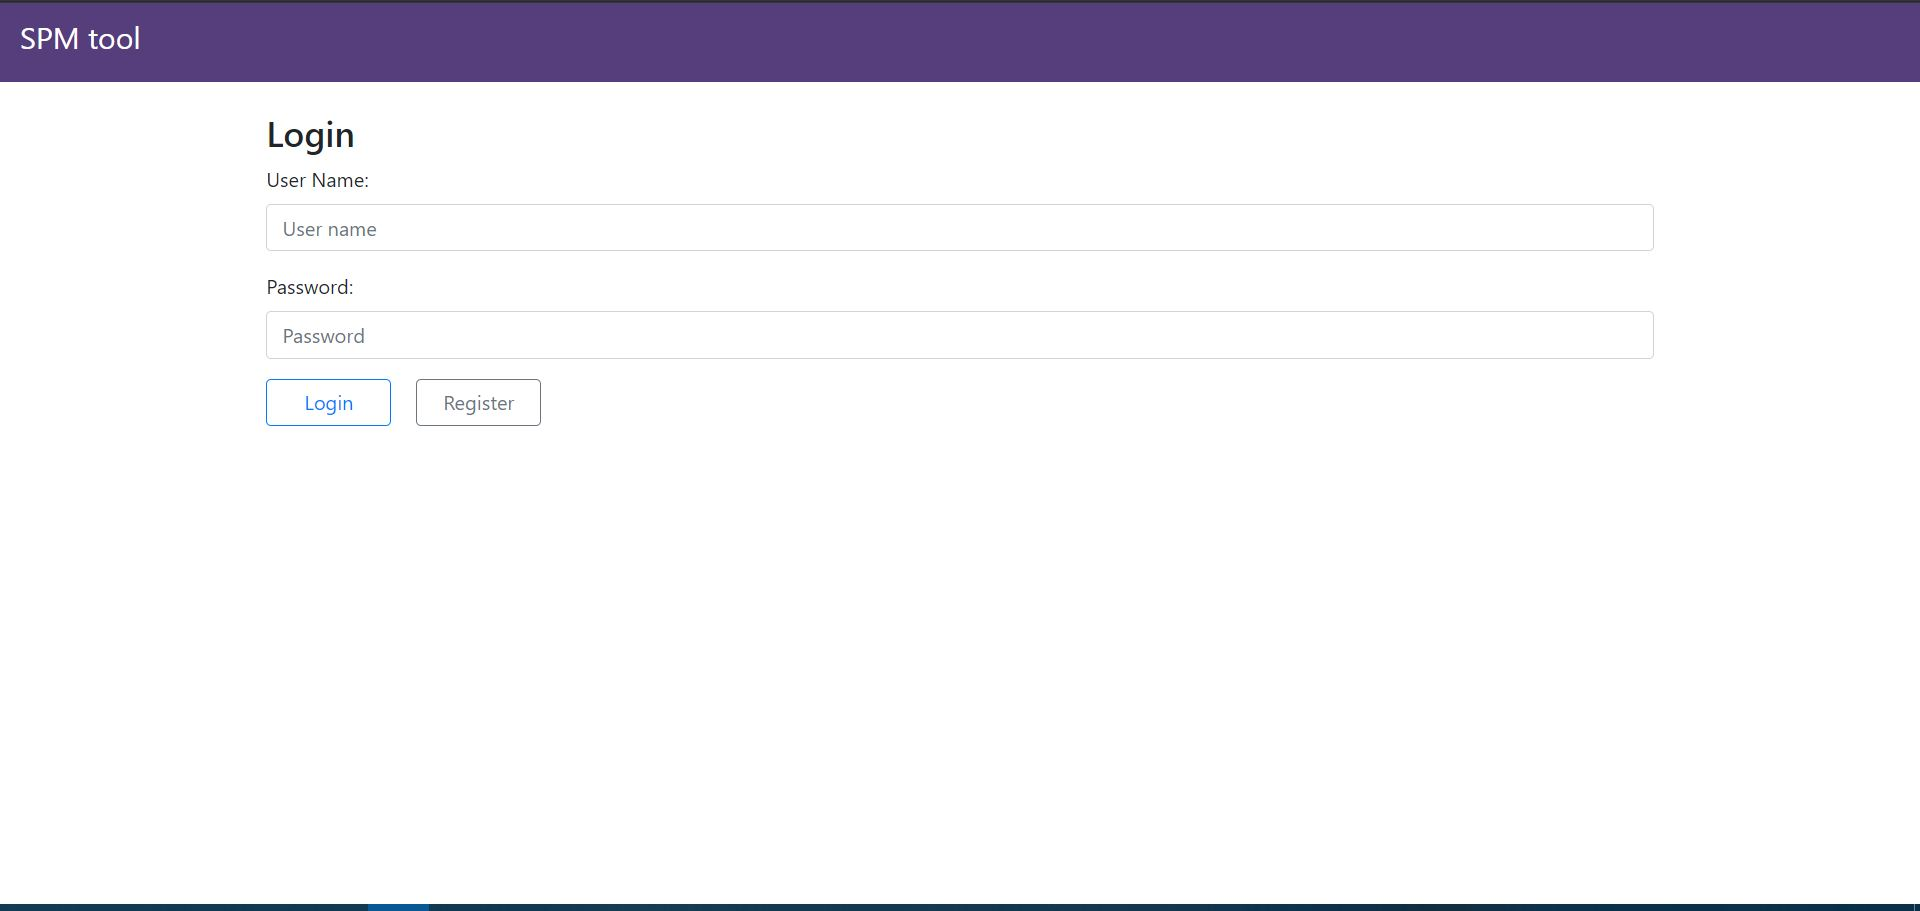 SPM tool
Login
User Name:
User name
Password:
Password
Login Register